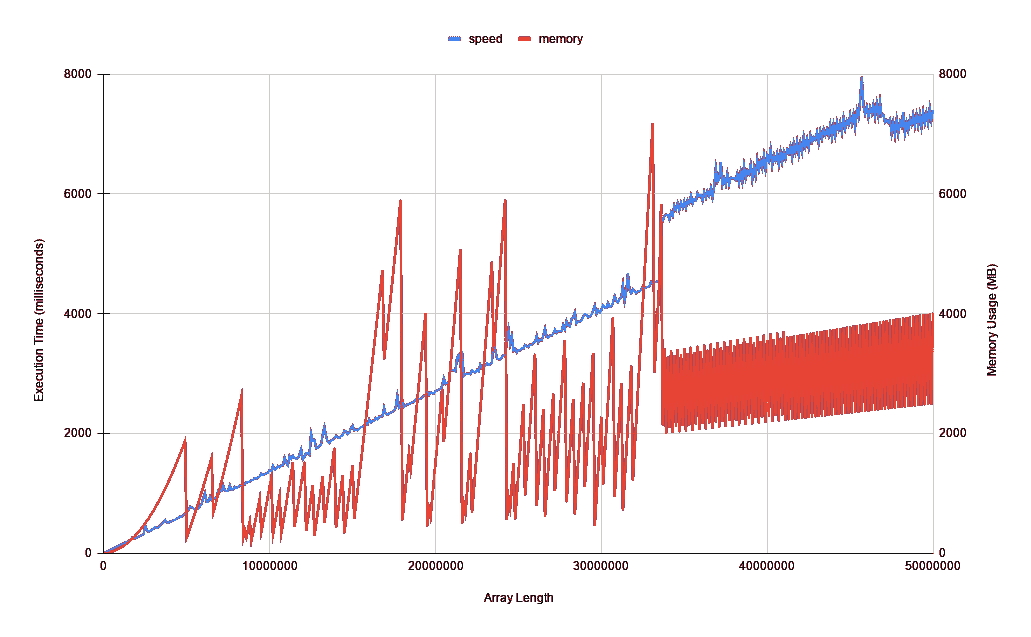 speed memory
8000 8000
6000 6000
4000 4000
2000 2000
0 0
0 10000000 20000000 30000000 40000000 50000000
Array Length
Execution Time (milliseconds)
Memory Usage (MB)